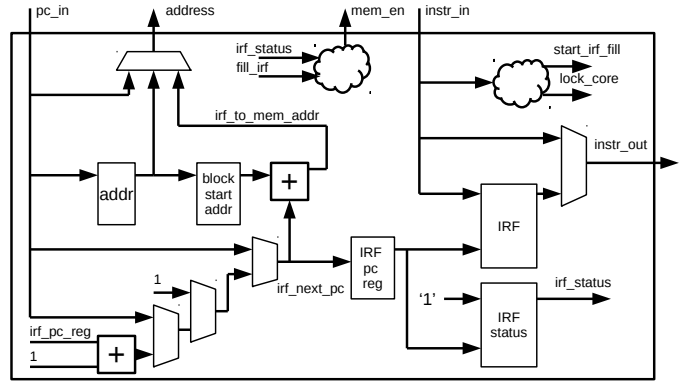 pc_in
address
mem_en
instr_in
irf_status
fill_irf
start_irf_fill
lock_core
irf_to_mem_addr
instr_out
addr
block
start
addr
+
IRF
IRF
pc
reg
irf_next_pc
1
irf_status
'1'
IRF
status
irf_pc_reg
1
+